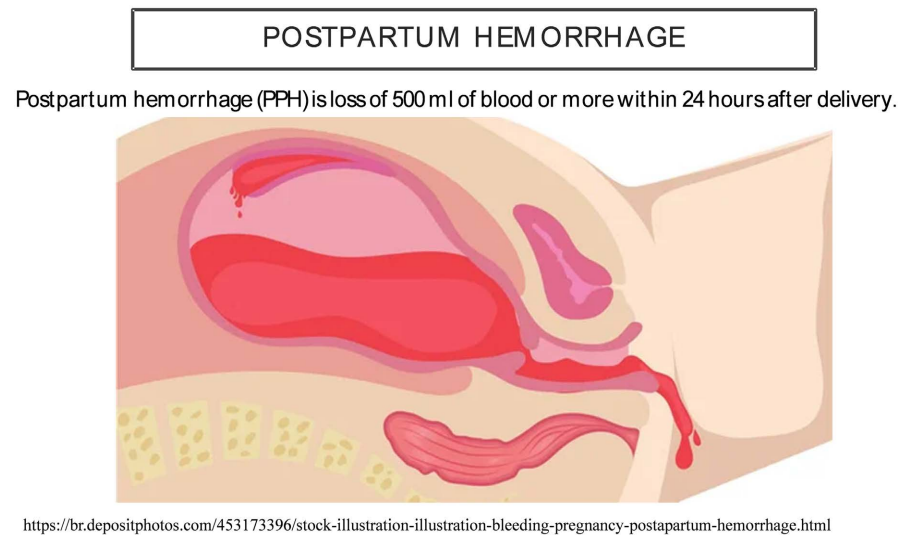 POSTPARTUM HEMORRHAGE
Postpartum hemorrhage (PPH) is loss of 500 ml of blood or more within 24 hours after delivery.
https://br.depositphotos.com/453173396/stock-illustration-illustration-bleeding-pregnancy-postapartum-hemorrhage.html